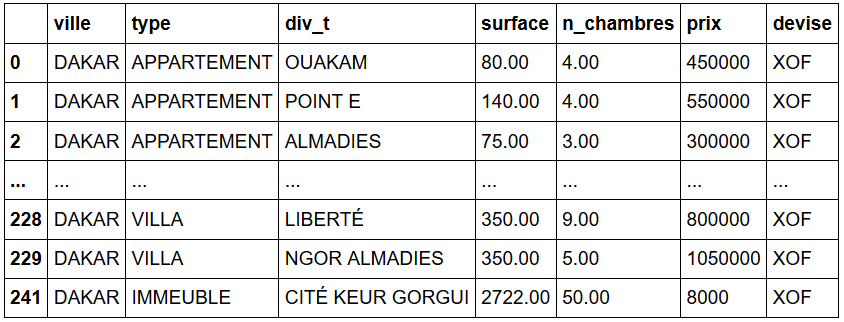 ville type div_t surface n_chambres prix devise
0 DAKAR APPARTEMENT OUAKAM 80.00 4.00 450000 XOF
1 DAKAR APPARTEMENT POINT E 140.00 4.00 550000 XOF
2 DAKAR APPARTEMENT ALMADIES 75.00 3.00 300000 XOF
... ... ... ... ... ... ... ...
228 DAKAR VILLA LIBERTÉ 350.00 9.00 800000 XOF
229 DAKAR VILLA NGOR ALMADIES 350.00 5.00 1050000 XOF
241 DAKAR IMMEUBLE CITÉ KEUR GORGUI 2722.00 50.00 8000 XOF